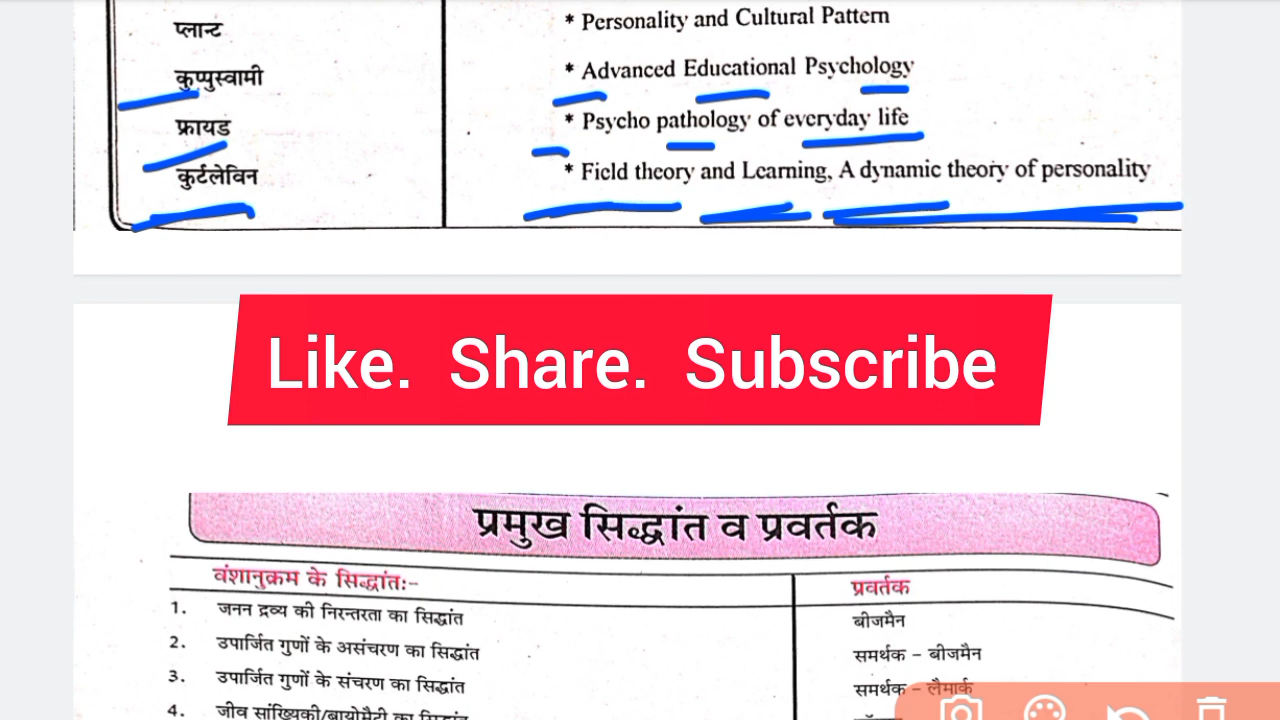 प्लान्ट * Personality and Cultural Pattern
कुप्पुस्वामी * Advanced Educational Psychology
फ्रायड * Psycho pathology of everyday life
कुर्टलेविन * Field theory and Learning, A dynamic theory of personality
Like. Share. Subscribe
प्रमुख सिद्धांत व प्रवर्तक
वंशानुक्रम के सिद्धांतः- प्रवर्तक
1. जनन द्रव्य की निरन्तरता का सिद्धांत बीजमैन
2. उपार्जित गुणों के असंचरण का सिद्धांत समर्थक - बीजमैन
3. उपार्जित गुणों के संचरण का सिद्धांत समर्थक - लैमार्क
4. जीव सांख्यिकी/बायोमैट्री का सिद्धांत